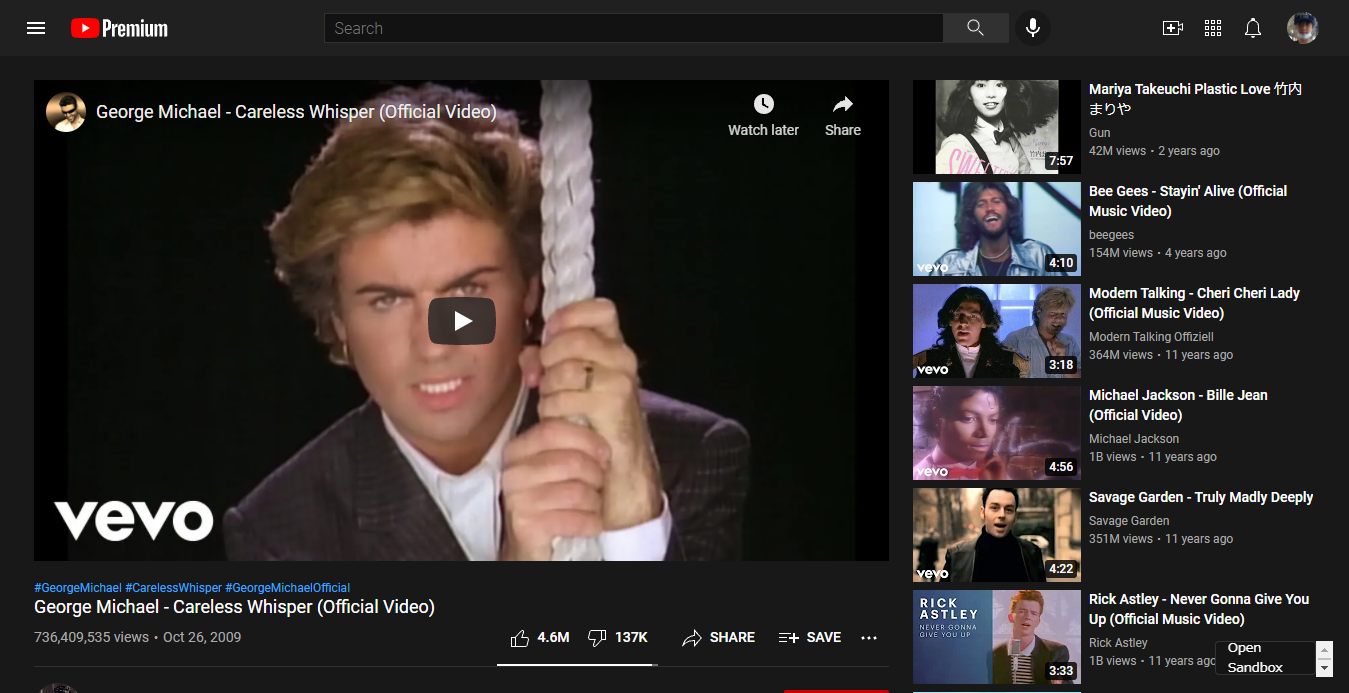 Premium
Search
George Michael - Careless Whisper (Official Video)
Watch later
Share
vevo
#GeorgeMichael #CarelessWhisper #GeorgeMichaelOfficial
George Michael - Careless Whisper (Official Video)
736,409,535 views • Oct 26, 2009
4.6M
137K
SHARE
SAVE
7:57
Mariya Takeuchi Plastic Love 竹内
まりや
Gun
42M views • 2 years ago
vevo
4:10
Bee Gees - Stayin' Alive (Official
Music Video)
beegees
154M views • 4 years ago
vevo
3:18
Modern Talking - Cheri Cheri Lady
(Official Music Video)
Modern Talking Offiziell
364M views • 11 years ago
vevo
4:56
Michael Jackson - Bille Jean
(Official Video)
Michael Jackson
1B views • 11 years ago
vevo
4:22
Savage Garden - Truly Madly Deeply
Savage Garden
351M views • 11 years ago
RICK
ASTLEY
NEVER GONNA
GIVE YOU UP
3:33
Rick Astley - Never Gonna Give You
Up (Official Music Video)
Rick Astley
1B views • 11 years ago
Open
Sandbox